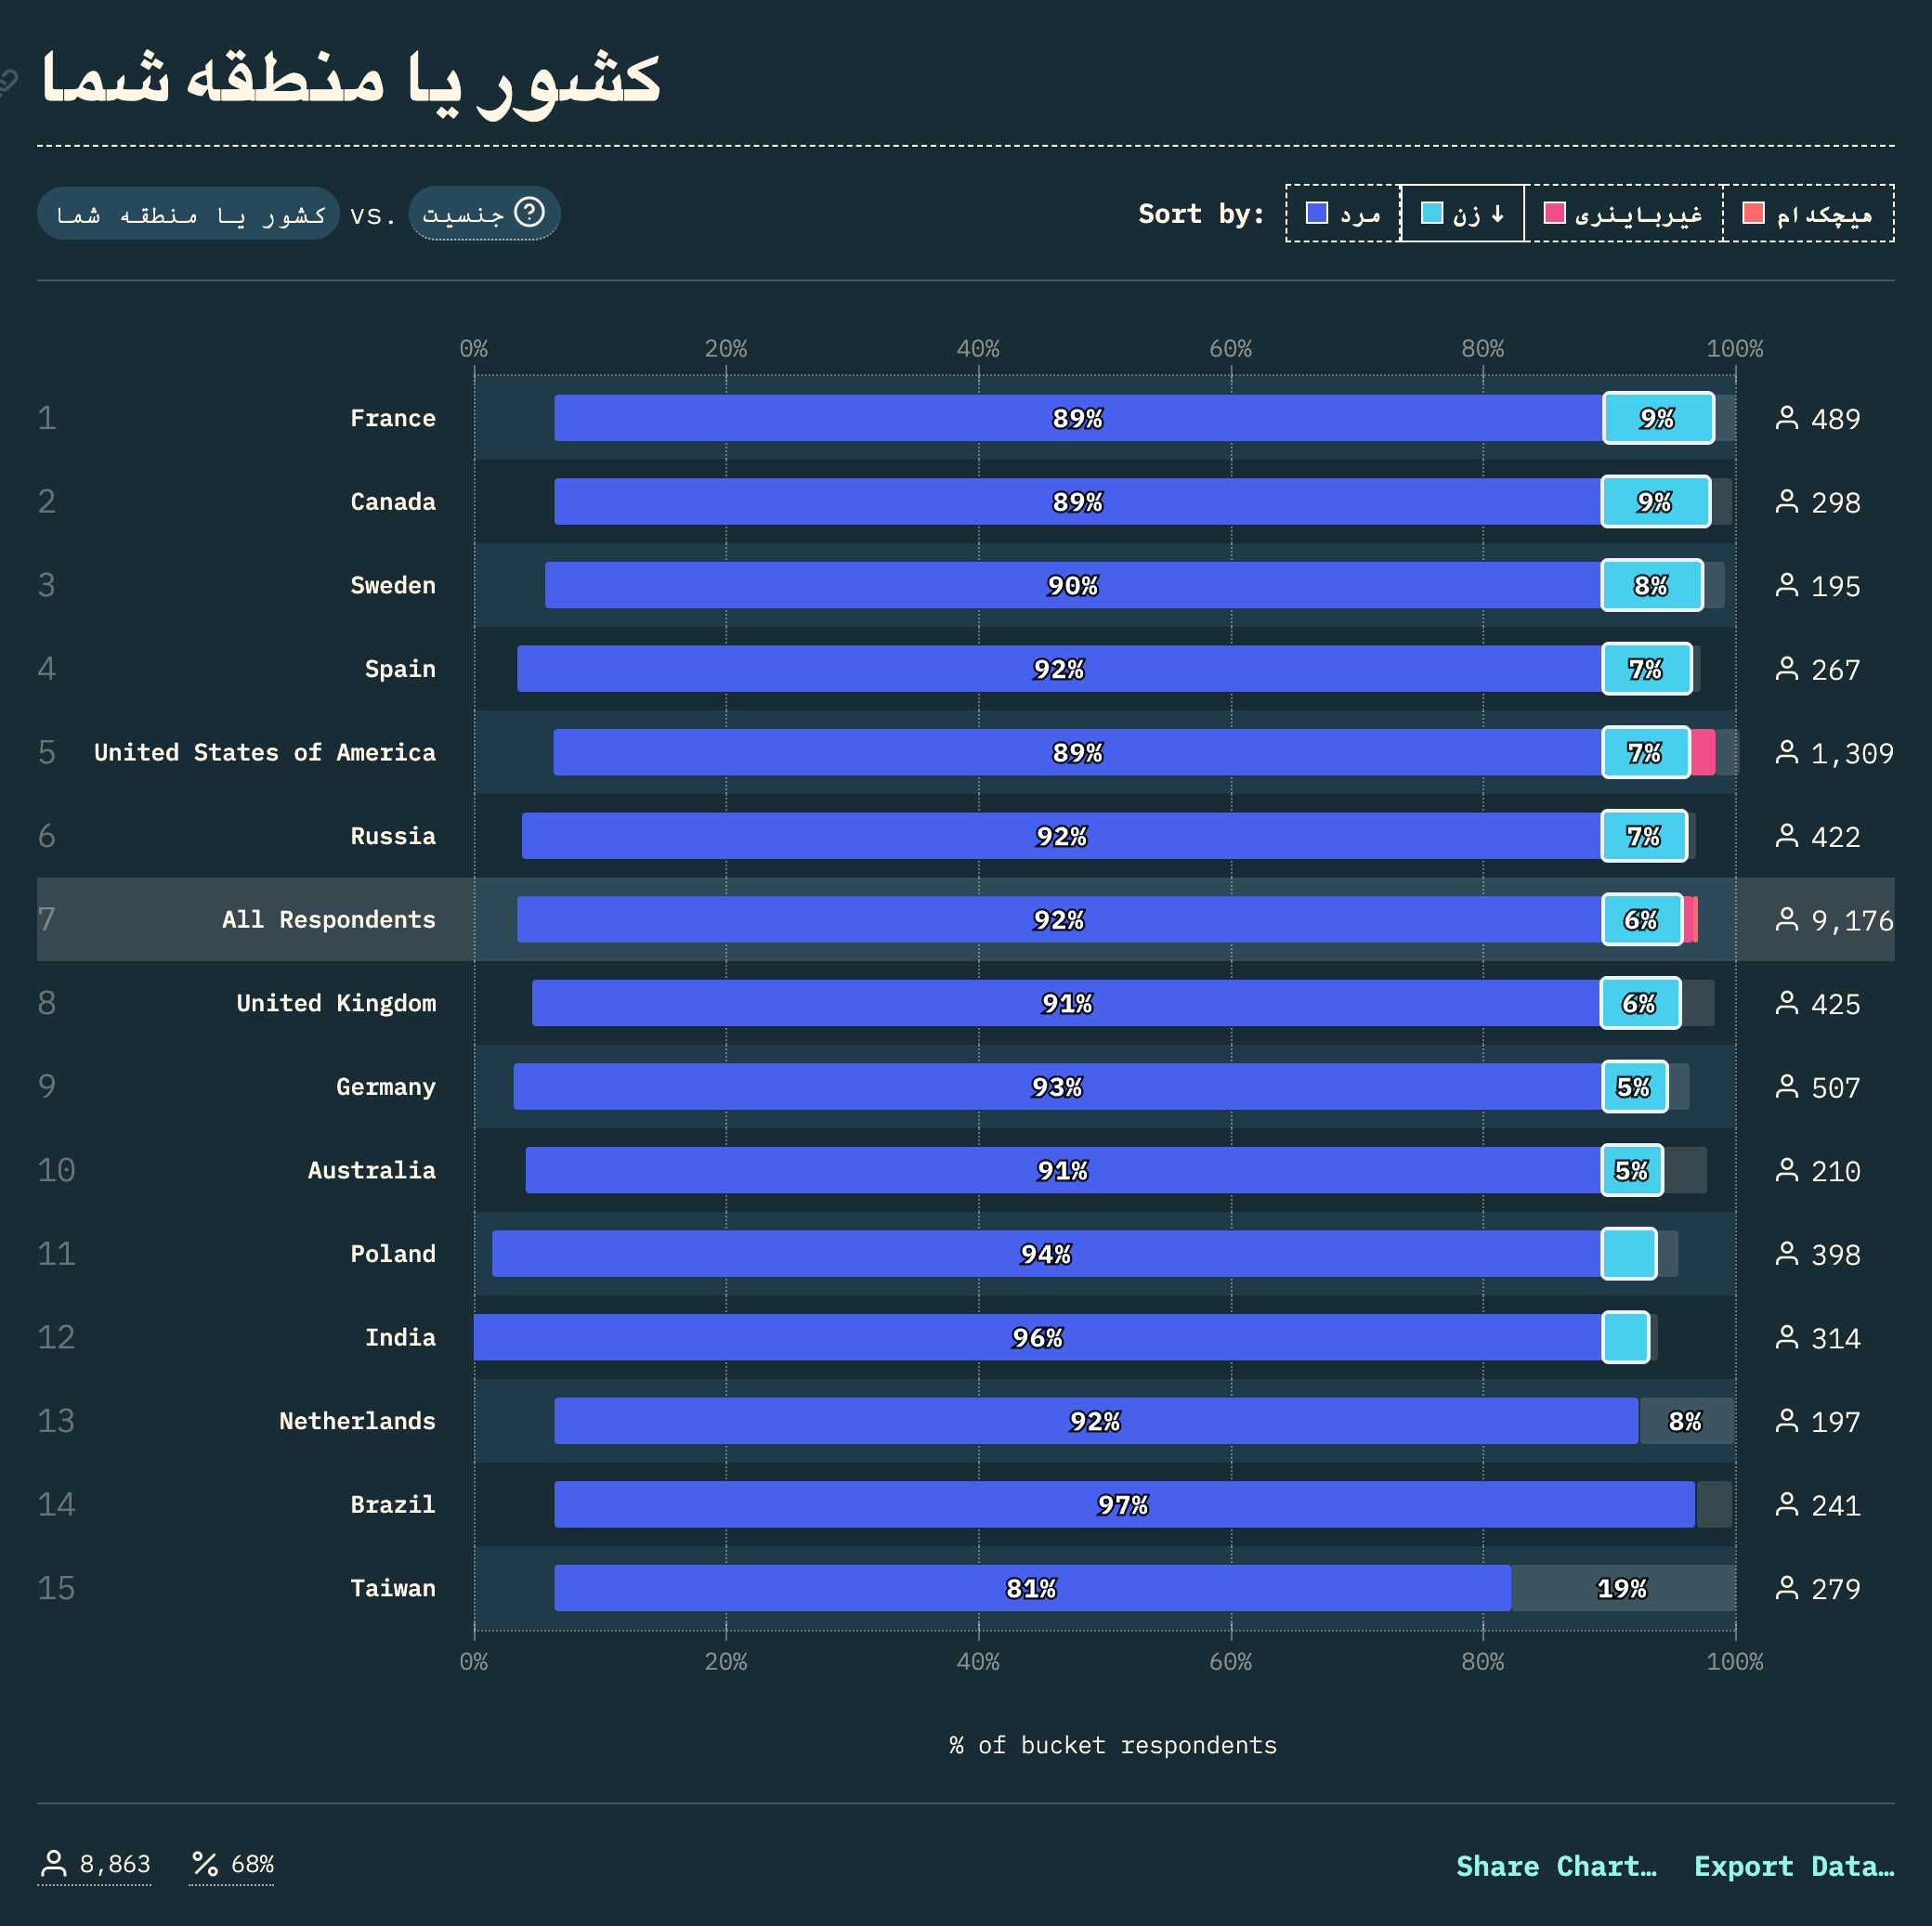 کشور یا منطقه شما
کشور یا منطقه شما vs. جنسیت ?
Sort by: مرد زن ↓ غیرباینری هیچکدام
0% 20% 40% 60% 80% 100%
1 France 89% 9% 489
2 Canada 89% 9% 298
3 Sweden 90% 8% 195
4 Spain 92% 7% 267
5 United States of America 89% 7% 1,309
6 Russia 92% 7% 422
7 All Respondents 92% 6% 9,176
8 United Kingdom 91% 6% 425
9 Germany 93% 5% 507
10 Australia 91% 5% 210
11 Poland 94% 398
12 India 96% 314
13 Netherlands 92% 8% 197
14 Brazil 97% 241
15 Taiwan 81% 19% 279
0% 20% 40% 60% 80% 100%
% of bucket respondents
8,863 % 68% Share Chart… Export Data…